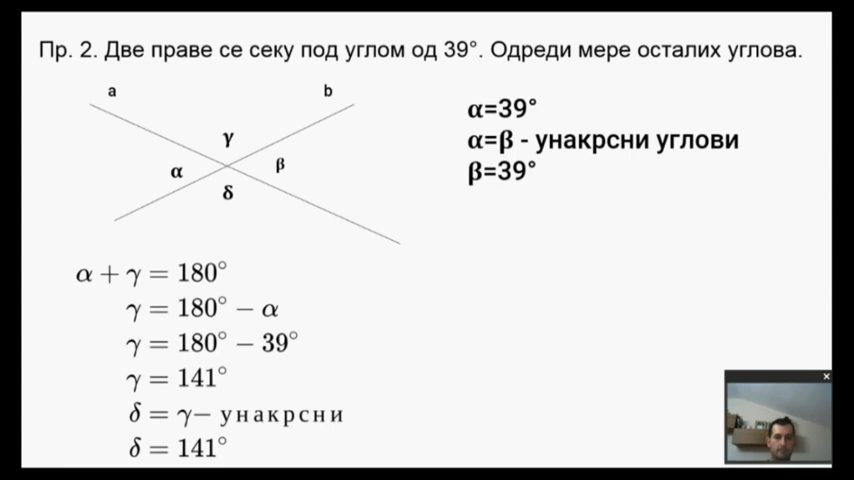 Пр. 2. Две праве се секу под углом од 39°. Одреди мере осталих углова.
a
b
γ
α
β
δ
α=39°
α=β - унакрсни углови
β=39°
α + γ = 180°
γ = 180° − α
γ = 180° − 39°
γ = 141°
δ = γ− унакрсни
δ = 141°